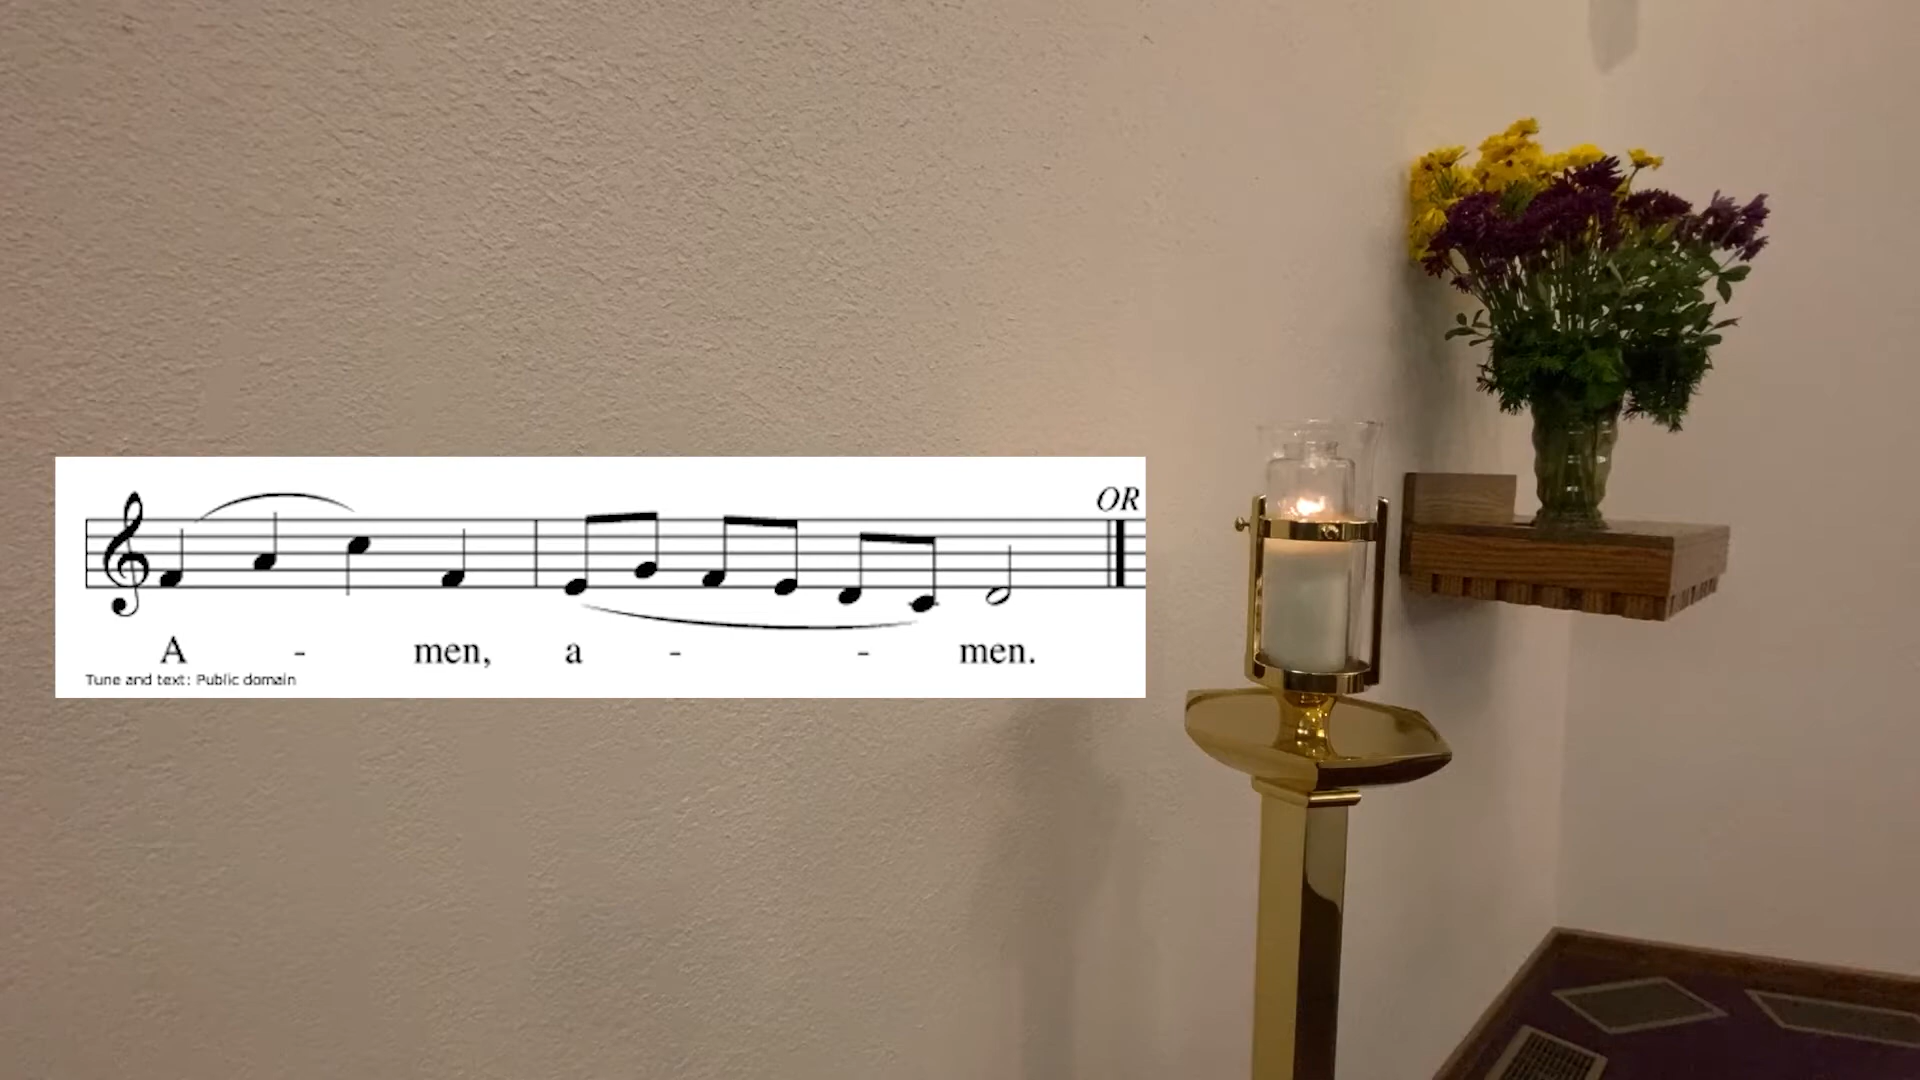 OR
A - men, a - - men.
Tune and text: Public domain